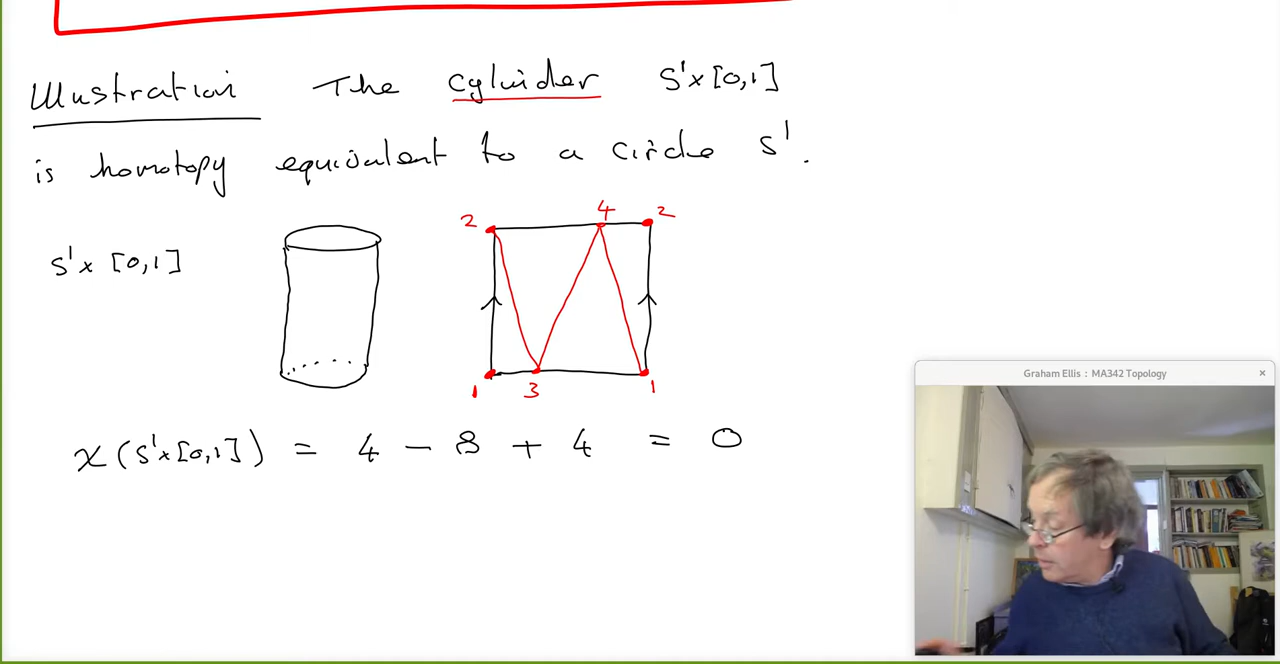 Illustration The cylinder S¹×[0,1]
is homotopy equivalent to a circle S¹.
S¹× [0,1]
2 4 2
1 3 1
χ(S¹×[0,1]) = 4 − 8 + 4 = 0
Graham Ellis : MA342 Topology ×